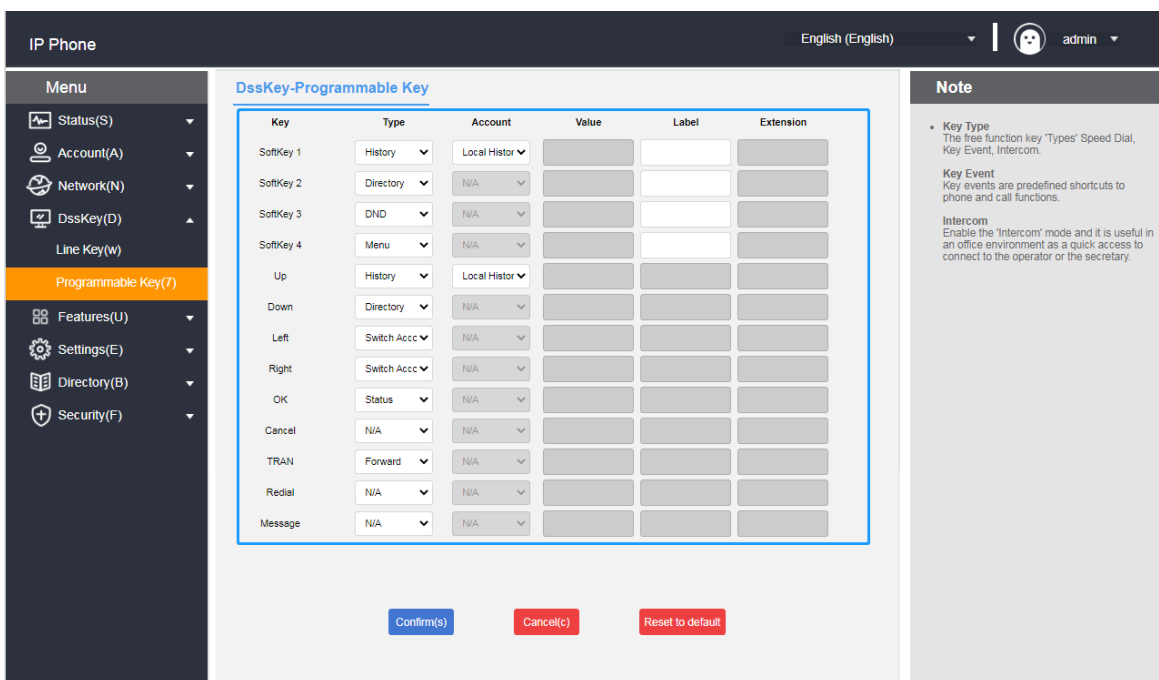 IP Phone
English (English)
admin
Menu
Status(S)
Account(A)
Network(N)
DssKey(D)
Line Key(w)
Programmable Key(7)
Features(U)
Settings(E)
Directory(B)
Security(F)
DssKey-Programmable Key
Key Type Account Value Label Extension
SoftKey 1 History Local Histor
SoftKey 2 Directory N/A
SoftKey 3 DND N/A
SoftKey 4 Menu N/A
Up History Local Histor
Down Directory N/A
Left Switch Accc N/A
Right Switch Accc N/A
OK Status N/A
Cancel N/A N/A
TRAN Forward N/A
Redial N/A N/A
Message N/A N/A
Confirm(s) Cancel(c) Reset to default
Note
Key Type
The free function key 'Types' Speed Dial,
Key Event, Intercom.
Key Event
Key events are predefined shortcuts to
phone and call functions.
Intercom
Enable the 'Intercom' mode and it is useful in
an office environment as a quick access to
connect to the operator or the secretary.